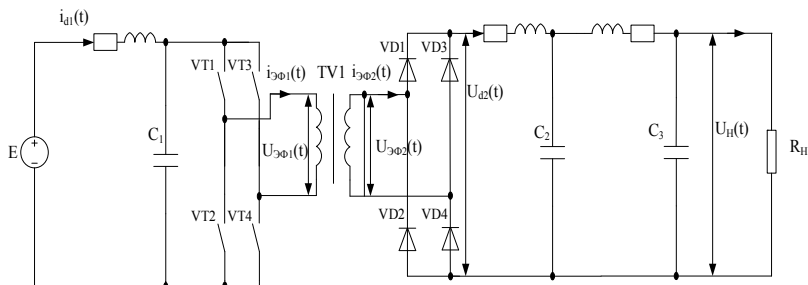 i_d1(t)
VT1
VT3
i_ЭФ1(t)
TV1
i_ЭФ2(t)
VD1
VD3
E
C_1
U_ЭФ1(t)
U_ЭФ2(t)
U_d2(t)
C_2
C_3
U_H(t)
R_H
VT2
VT4
VD2
VD4